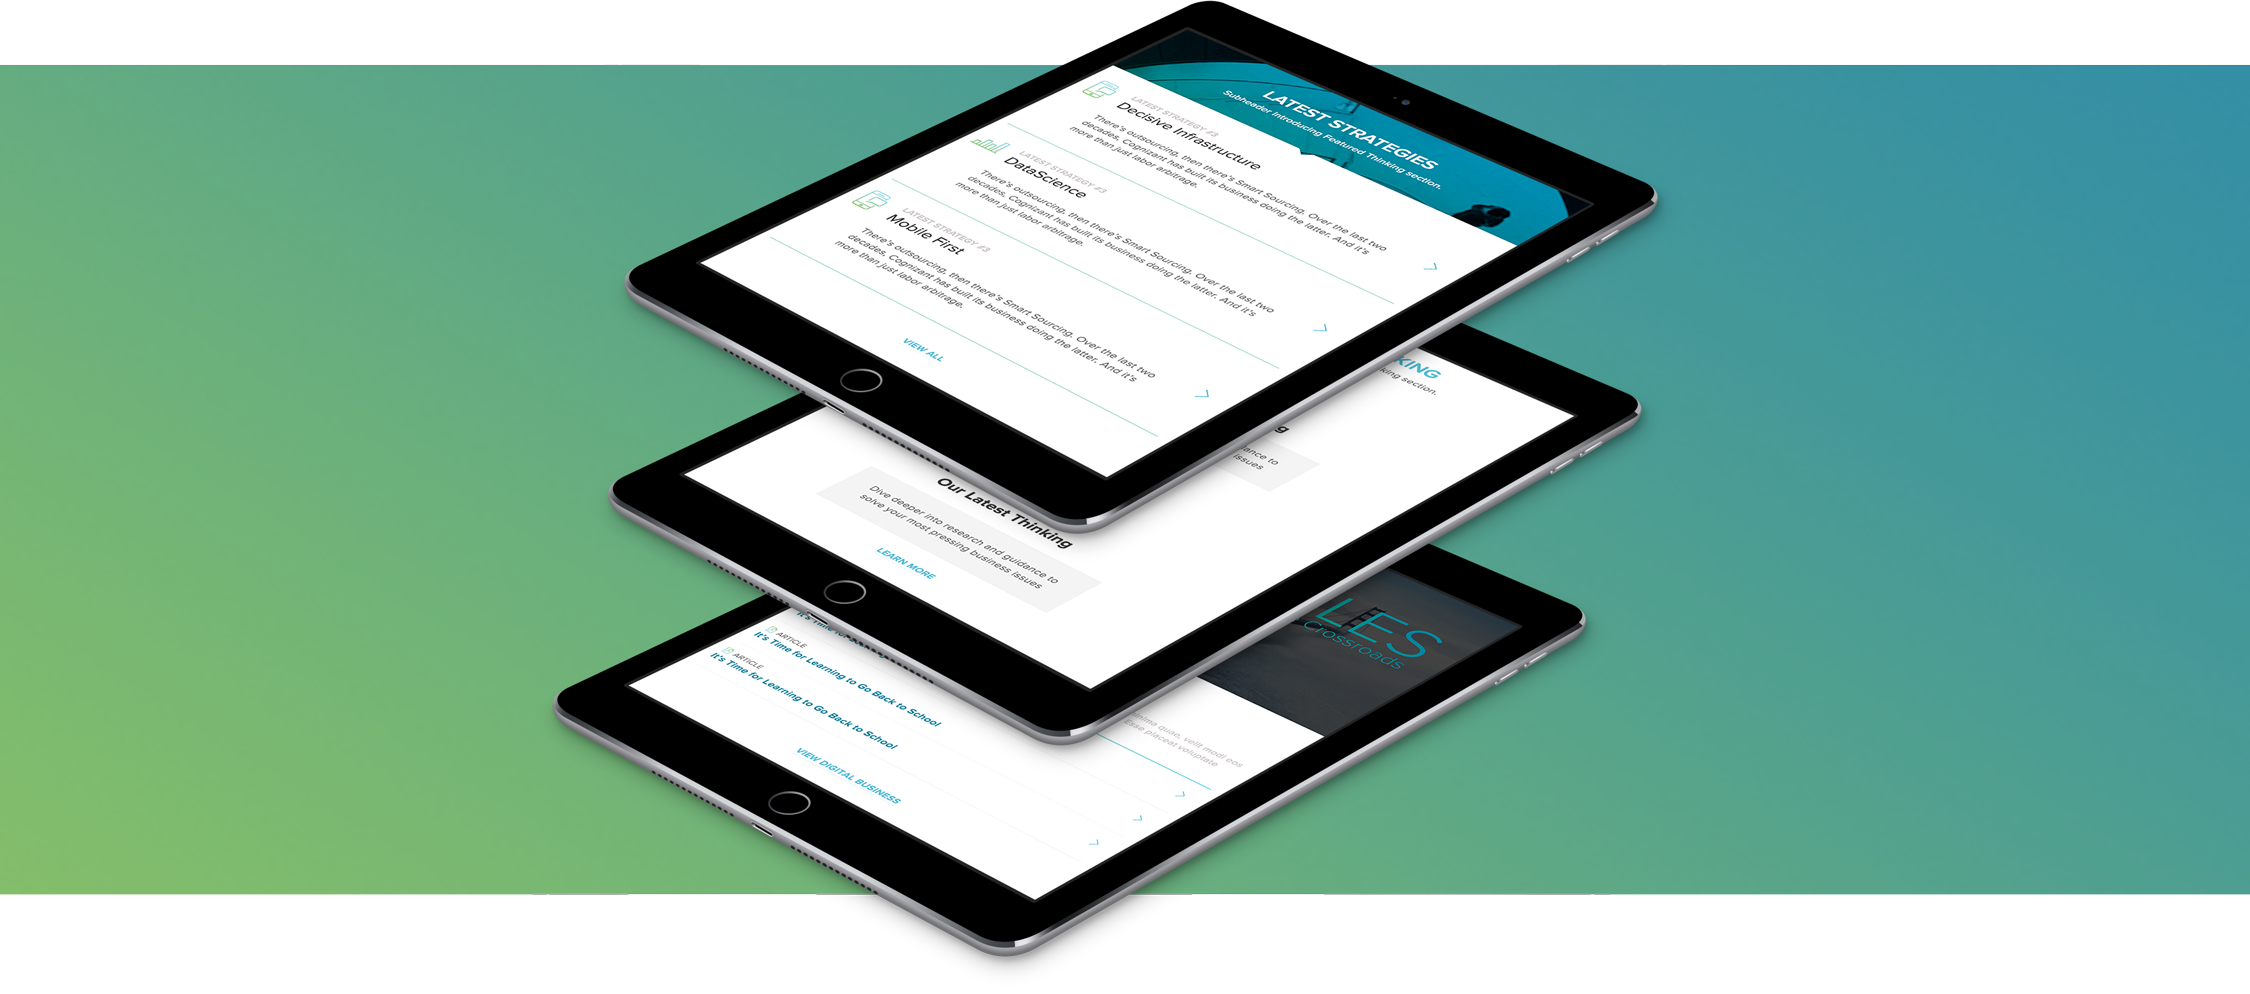 LATEST STRATEGIES
Subheader Introducing Featured Thinking section.
LATEST STRATEGY #3
Decisive Infrastructure
There's outsourcing, then there's Smart Sourcing. Over the last two
decades, Cognizant has built its business doing the latter. And it's
more than just labor arbitrage.
LATEST STRATEGY #3
DataScience
There's outsourcing, then there's Smart Sourcing. Over the last two
decades, Cognizant has built its business doing the latter. And it's
more than just labor arbitrage.
LATEST STRATEGY #3
Mobile First
There's outsourcing, then there's Smart Sourcing. Over the last two
decades, Cognizant has built its business doing the latter. And it's
more than just labor arbitrage.
VIEW ALL
KING
king section.
g
ance to
issues
Our Latest Thinking
Dive deeper into research and guidance to
solve your most pressing business issues
LEARN MORE
LES
Crossroads
minima quae, velit modi eos
Ease placeat voluptate
It's Time for
ARTICLE
It's Time for Learning to Go Back to School
ARTICLE
It's Time for Learning to Go Back to School
VIEW DIGITAL BUSINESS